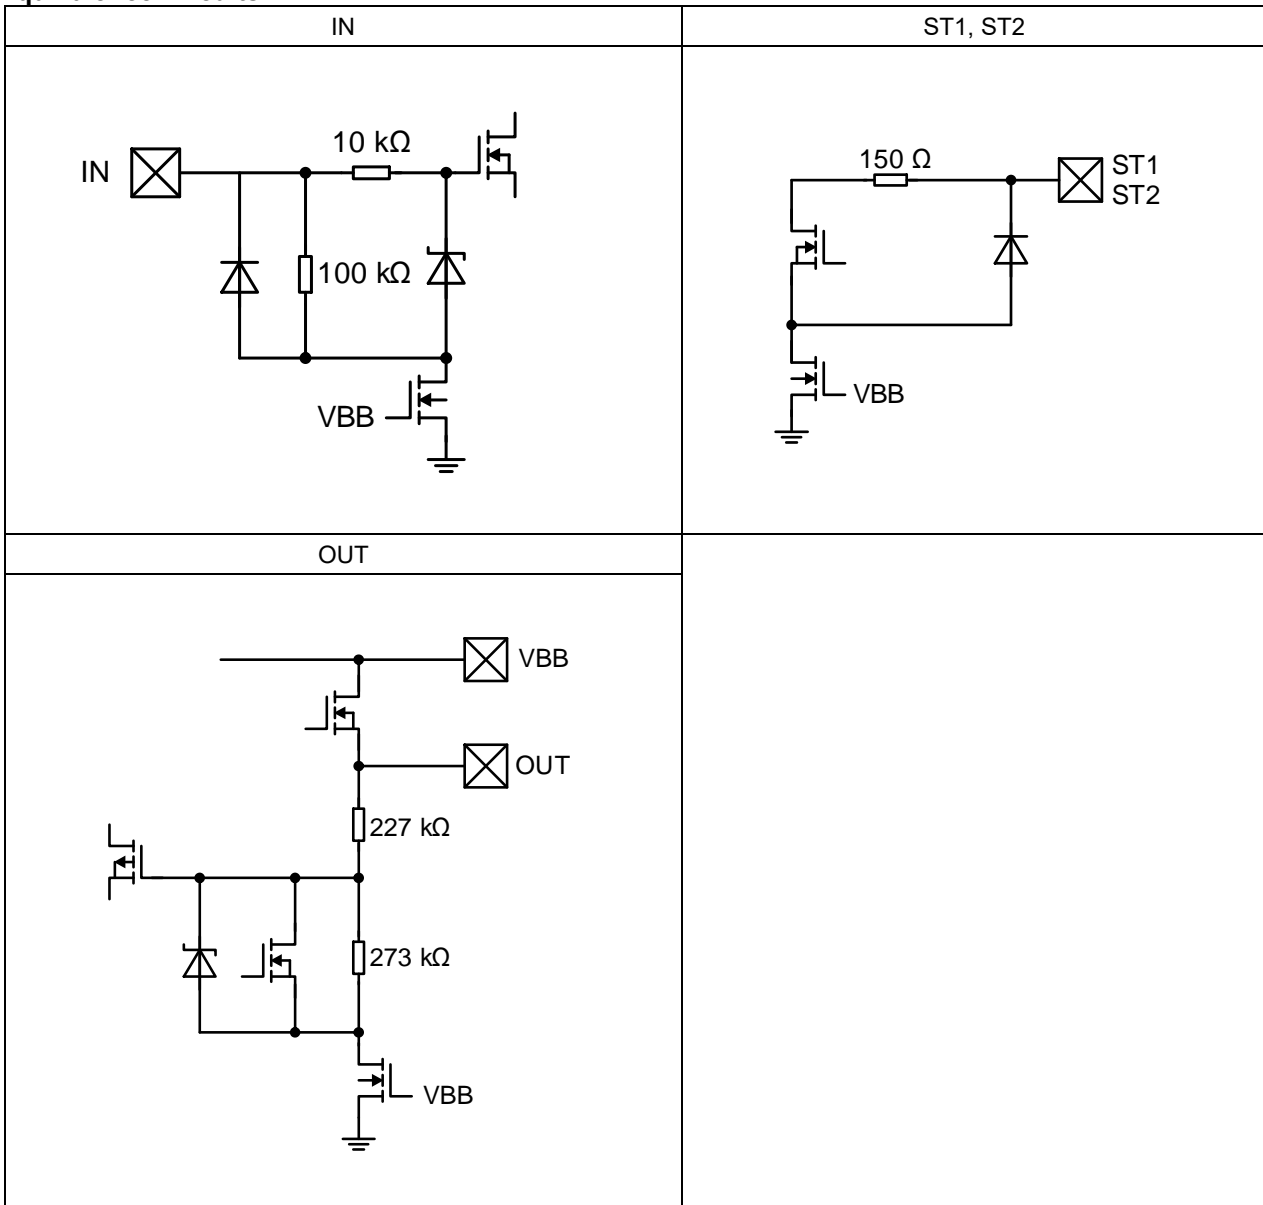 IN
ST1, ST2
IN
10 kΩ
100 kΩ
VBB
150 Ω
ST1
ST2
VBB
OUT
VBB
OUT
227 kΩ
273 kΩ
VBB